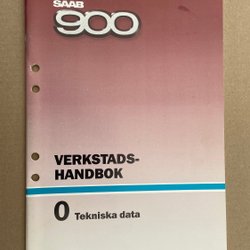 SAAB
900
VERKSTADS-
HANDBOK
0 Tekniska data